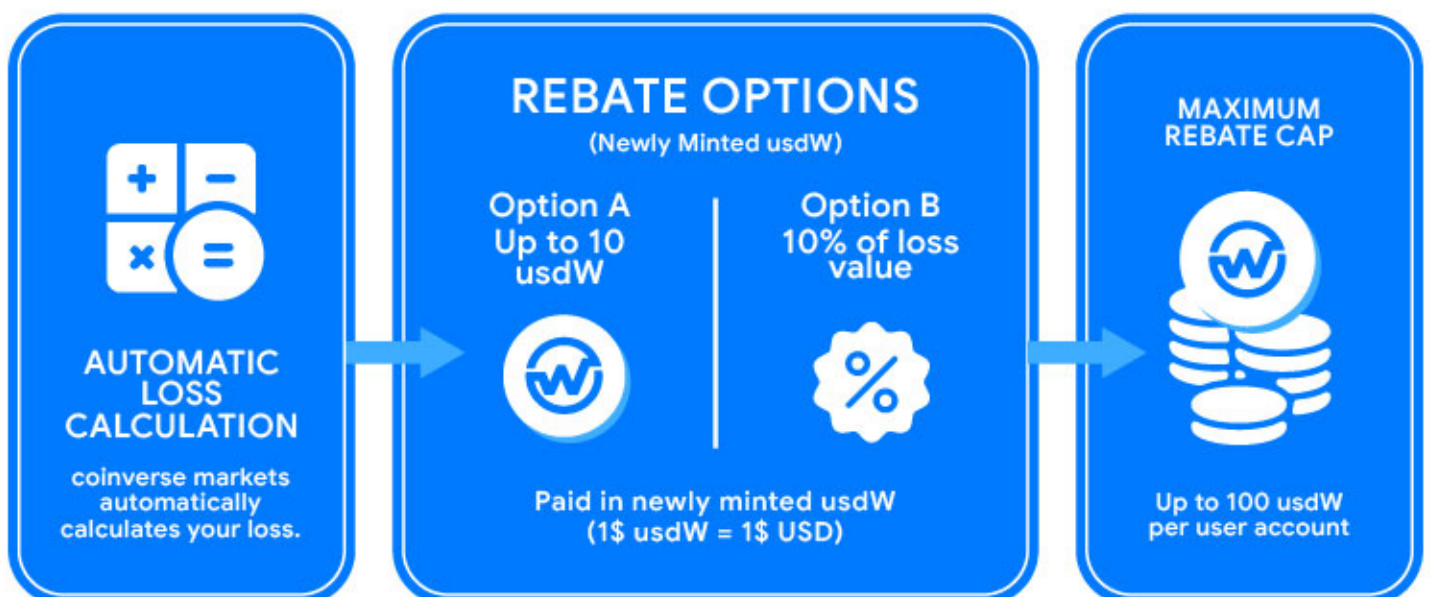 AUTOMATIC
LOSS
CALCULATION
coinverse markets
automatically
calculates your loss.
REBATE OPTIONS
(Newly Minted usdW)
Option A
Up to 10
usdW
Option B
10% of loss
value
Paid in newly minted usdW
(1$ usdW = 1$ USD)
MAXIMUM
REBATE CAP
Up to 100 usdW
per user account